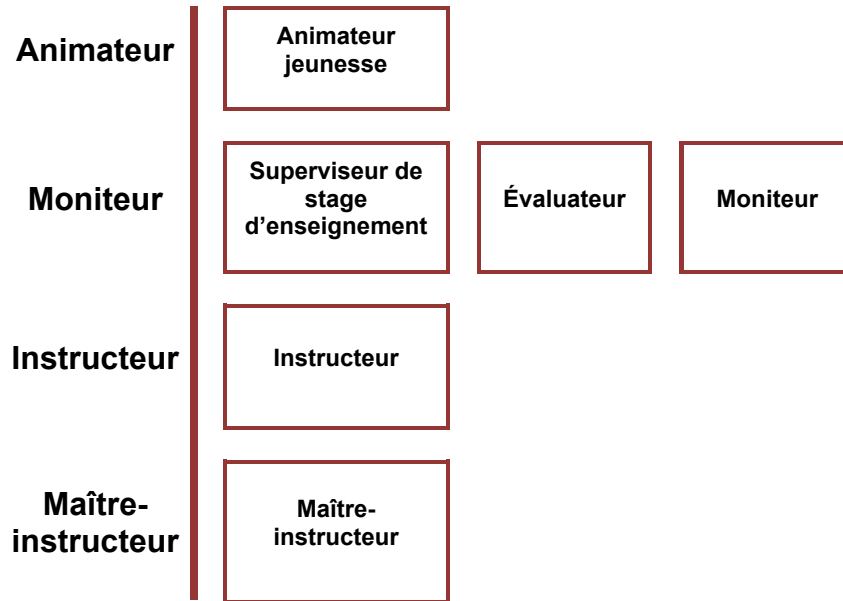 Animateur
Animateur
jeunesse
Moniteur
Superviseur de
stage
d’enseignement
Évaluateur
Moniteur
Instructeur
Instructeur
Maître-
instructeur
Maître-
instructeur